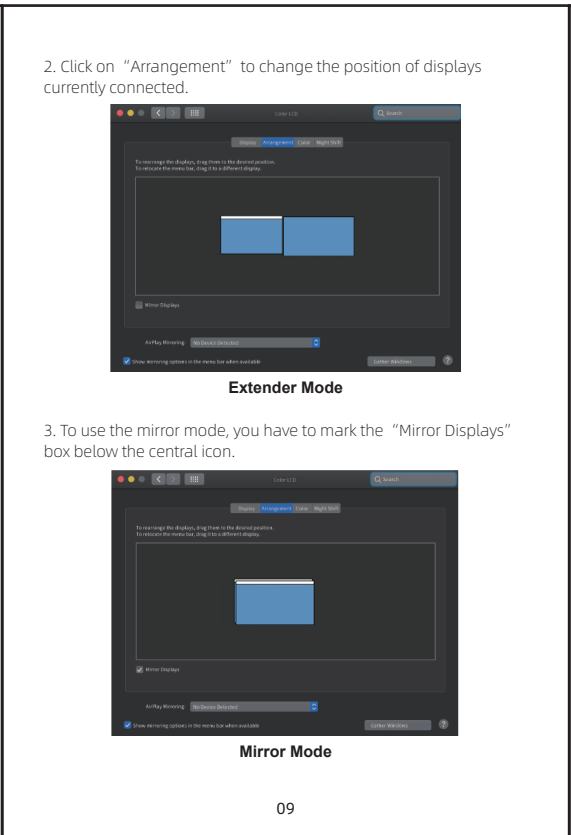 2. Click on “Arrangement” to change the position of displays
currently connected.
Color LCD
Search
Display Arrangement Color Night Shift
To rearrange the displays, drag them to the desired position.
To relocate the menu bar, drag it to a different display.
Mirror Displays
AirPlay Mirroring: No Device Detected
Show mirroring options in the menu bar when available
Gather Windows
?
Extender Mode
3. To use the mirror mode, you have to mark the “Mirror Displays”
box below the central icon.
Color LCD
Search
Display Arrangement Color Night Shift
To rearrange the displays, drag them to the desired position.
To relocate the menu bar, drag it to a different display.
Mirror Displays
AirPlay Mirroring: No Device Detected
Show mirroring options in the menu bar when available
Gather Windows
?
Mirror Mode
09